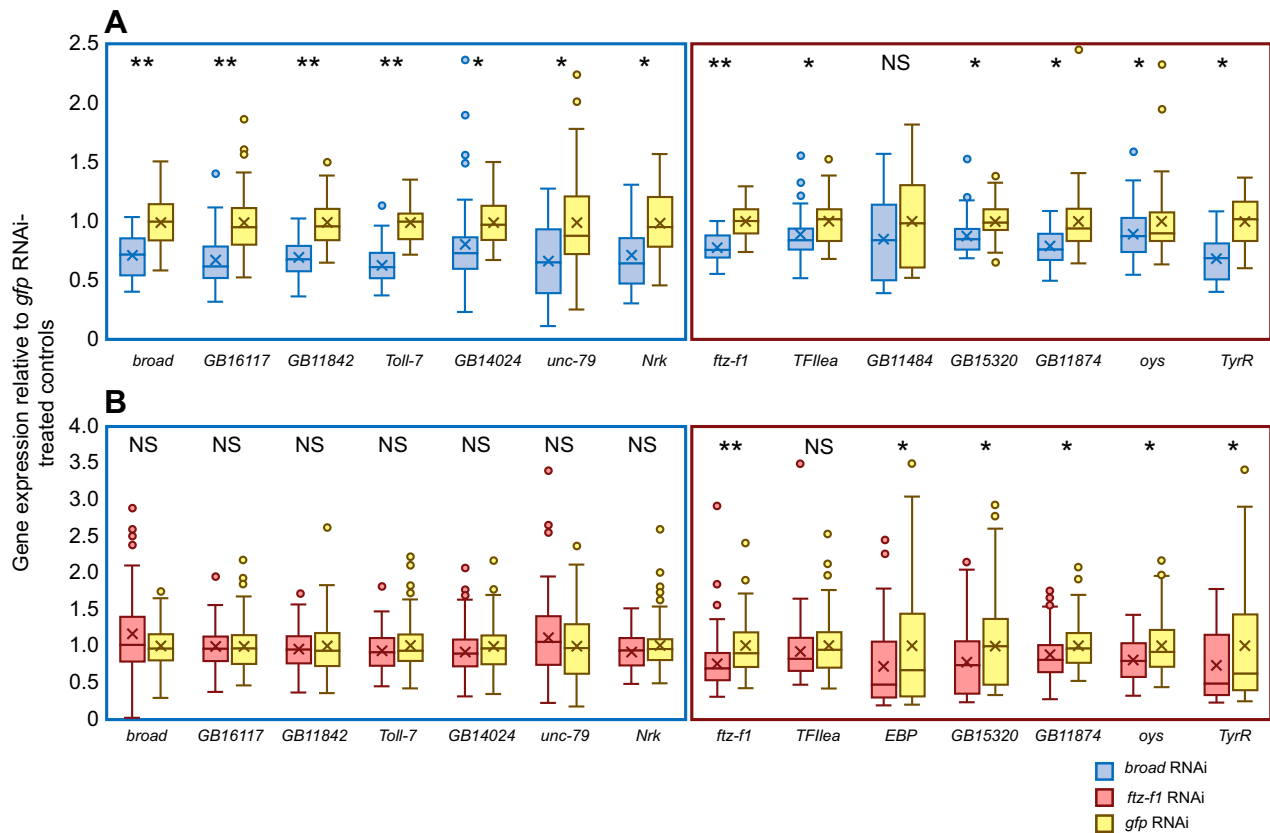 A
Gene expression relative to gfp RNAi-
treated controls
2.5
2.0
1.5
1.0
0.5
0
** ** ** ** * * *
** * NS * * * *
broad GB16117 GB11842 Toll-7 GB14024 unc-79 Nrk
ftz-f1 TFIIea GB11484 GB15320 GB11874 oys TyrR
B
4.0
3.5
3.0
2.5
2.0
1.5
1.0
0.5
0
NS NS NS NS NS NS NS
** NS * * * * *
broad GB16117 GB11842 Toll-7 GB14024 unc-79 Nrk
ftz-f1 TFIIea EBP GB15320 GB11874 oys TyrR
broad RNAi
ftz-f1 RNAi
gfp RNAi